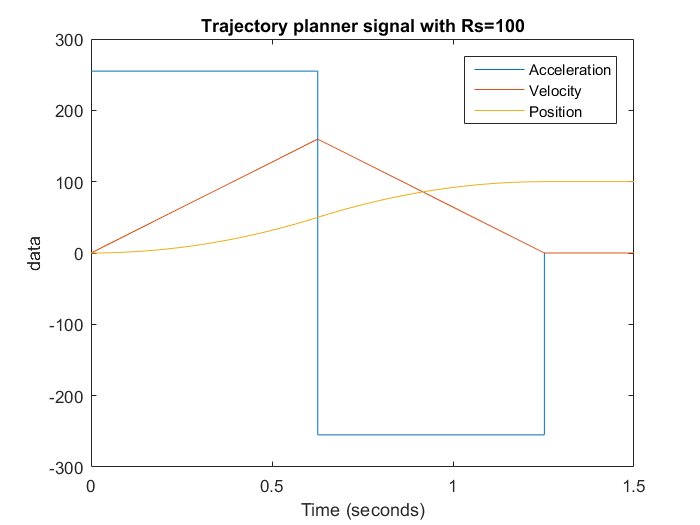 Trajectory planner signal with Rs=100
300
200
100
0
-100
-200
-300
data
Acceleration
Velocity
Position
0
0.5
1
1.5
Time (seconds)